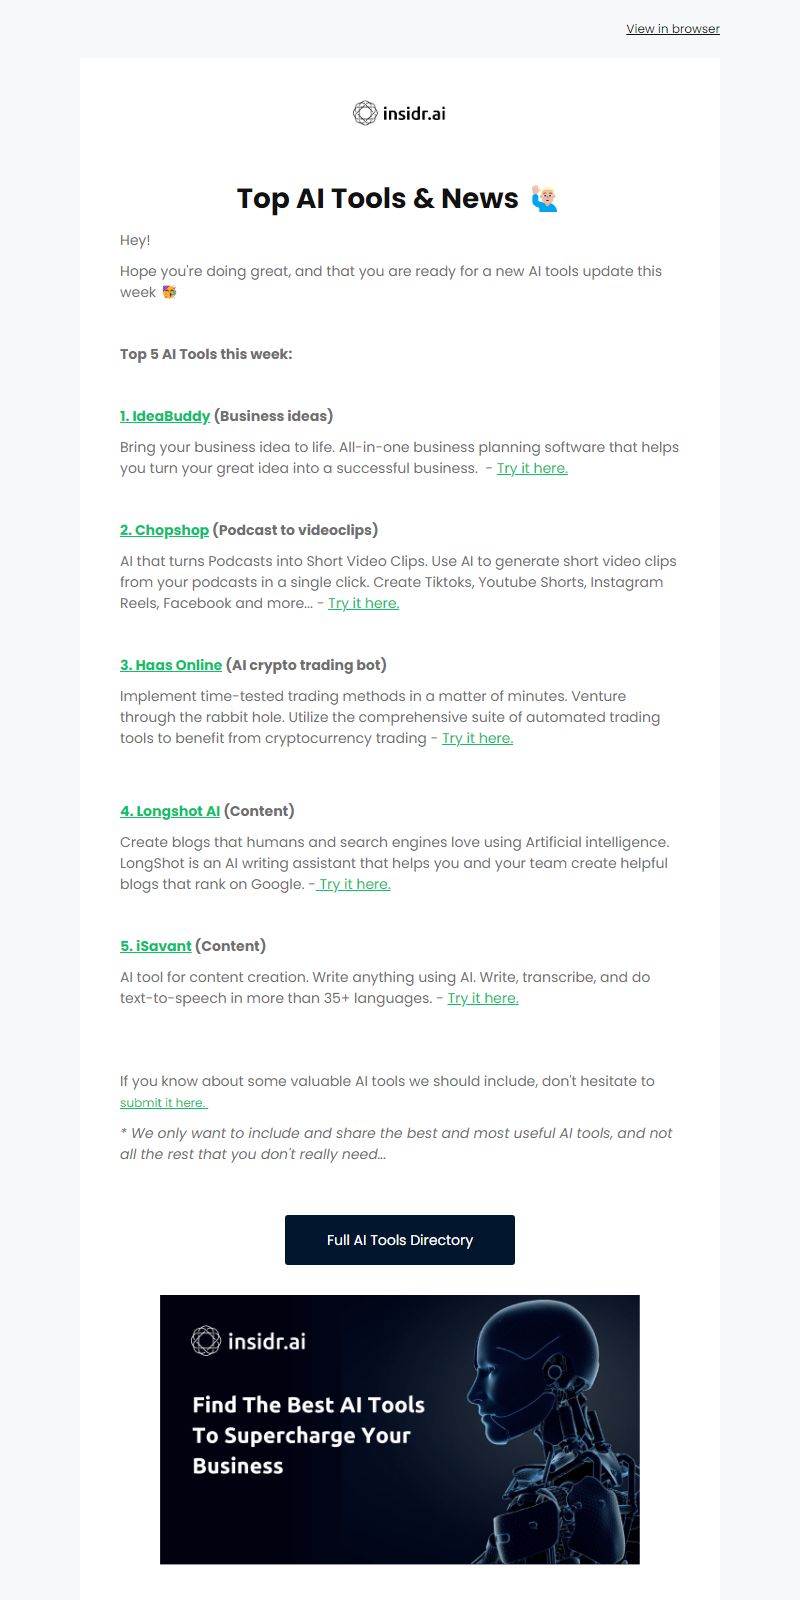 View in browser
insidr.ai
Top AI Tools & News 🙋🏼‍♂️
Hey!
Hope you're doing great, and that you are ready for a new AI tools update this
week 🥳
Top 5 AI Tools this week:
1. IdeaBuddy (Business ideas)
Bring your business idea to life. All-in-one business planning software that helps
you turn your great idea into a successful business.  - Try it here.
2. Chopshop (Podcast to videoclips)
AI that turns Podcasts into Short Video Clips. Use AI to generate short video clips
from your podcasts in a single click. Create Tiktoks, Youtube Shorts, Instagram
Reels, Facebook and more... - Try it here.
3. Haas Online (AI crypto trading bot)
Implement time-tested trading methods in a matter of minutes. Venture
through the rabbit hole. Utilize the comprehensive suite of automated trading
tools to benefit from cryptocurrency trading - Try it here.
4. Longshot AI (Content)
Create blogs that humans and search engines love using Artificial intelligence.
LongShot is an AI writing assistant that helps you and your team create helpful
blogs that rank on Google. - Try it here.
5. iSavant (Content)
AI tool for content creation. Write anything using AI. Write, transcribe, and do
text-to-speech in more than 35+ languages. - Try it here.
If you know about some valuable AI tools we should include, don't hesitate to
submit it here.
* We only want to include and share the best and most useful AI tools, and not
all the rest that you don't really need...
Full AI Tools Directory
insidr.ai
Find The Best AI Tools
To Supercharge Your
Business